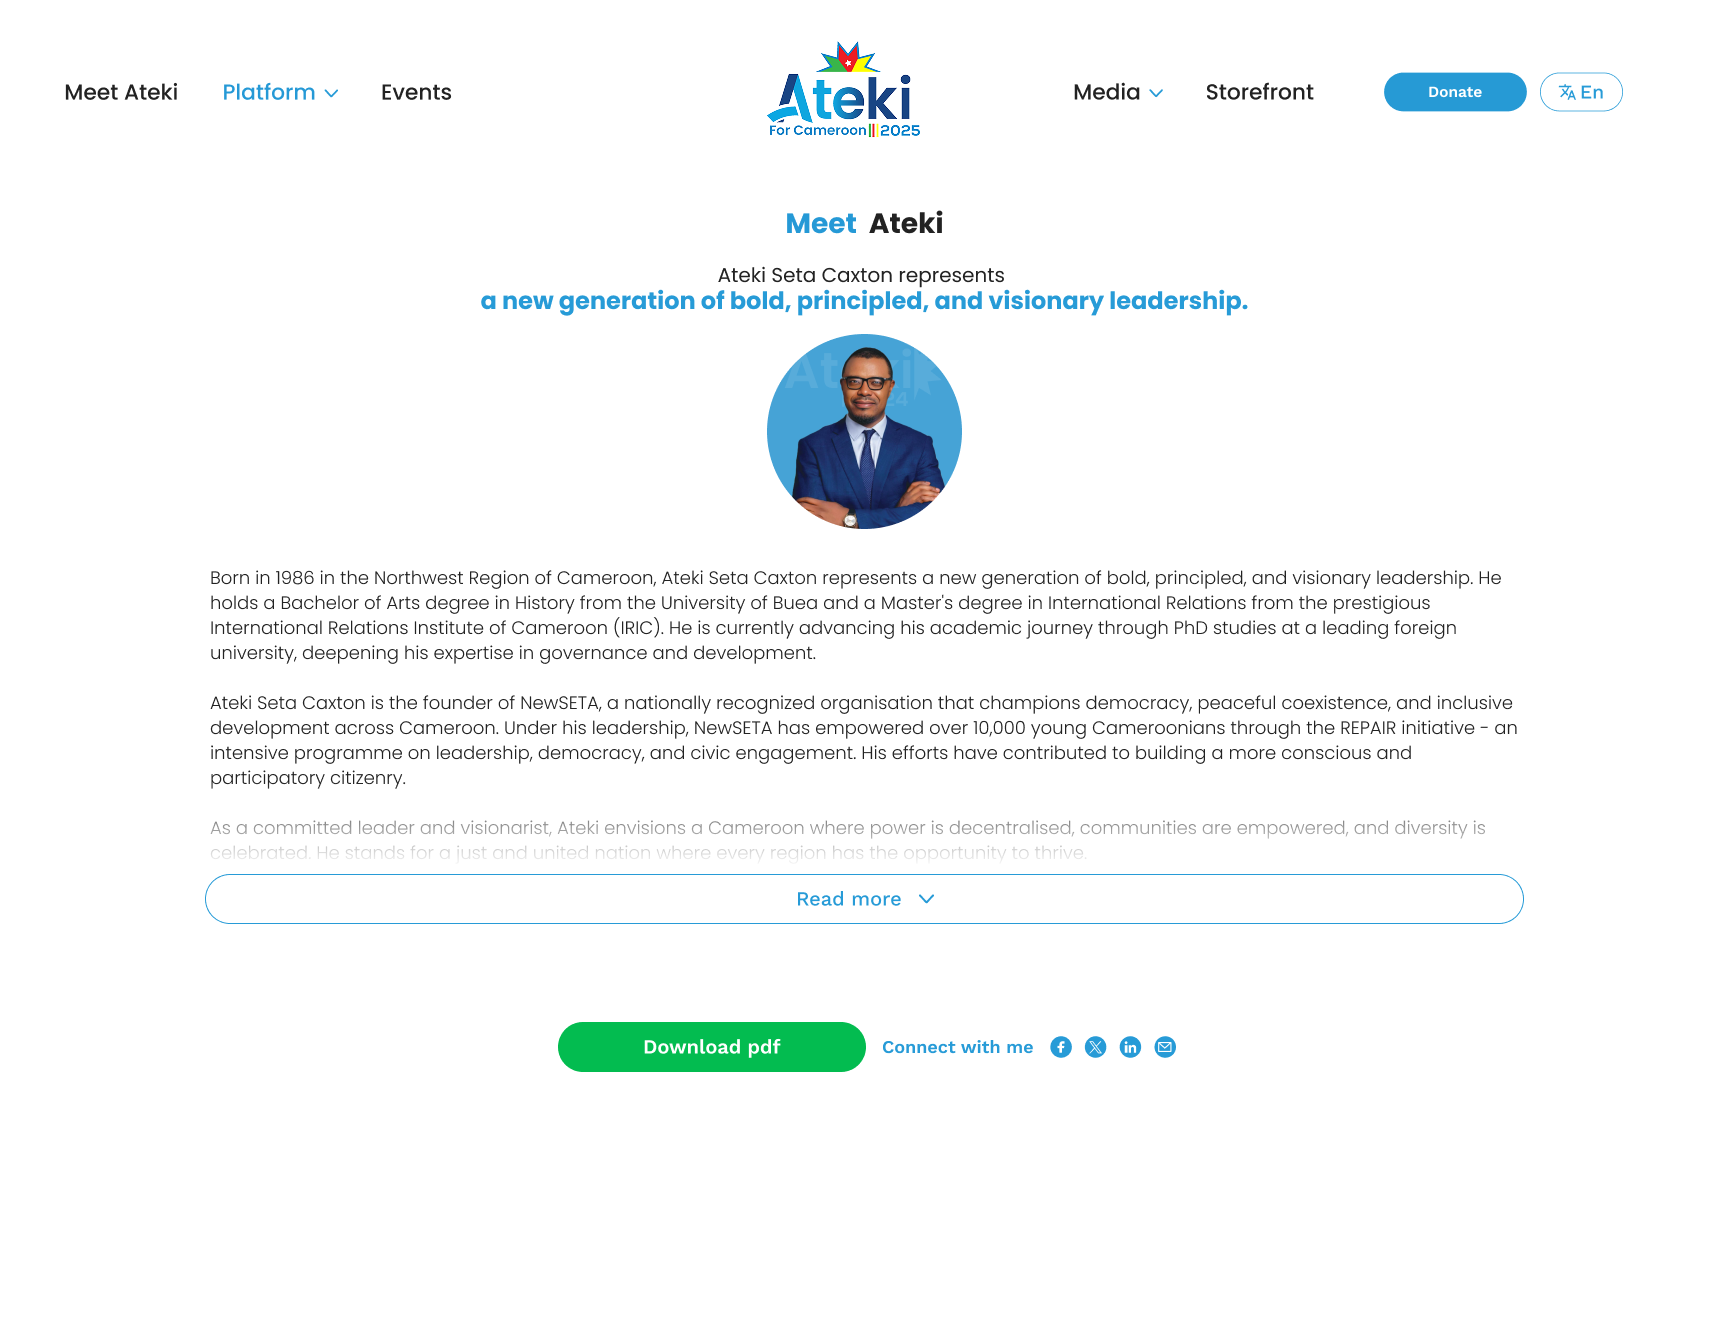 Meet Ateki
Platform
Events
Ateki
For Cameroon 2025
Media
Storefront
Donate
En
Meet Ateki
Ateki Seta Caxton represents
a new generation of bold, principled, and visionary leadership.
Ateki
24
Born in 1986 in the Northwest Region of Cameroon, Ateki Seta Caxton represents a new generation of bold, principled, and visionary leadership. He
holds a Bachelor of Arts degree in History from the University of Buea and a Master's degree in International Relations from the prestigious
International Relations Institute of Cameroon (IRIC). He is currently advancing his academic journey through PhD studies at a leading foreign
university, deepening his expertise in governance and development.
Ateki Seta Caxton is the founder of NewSETA, a nationally recognized organisation that champions democracy, peaceful coexistence, and inclusive
development across Cameroon. Under his leadership, NewSETA has empowered over 10,000 young Cameroonians through the REPAIR initiative - an
intensive programme on leadership, democracy, and civic engagement. His efforts have contributed to building a more conscious and
participatory citizenry.
As a committed leader and visionarist, Ateki envisions a Cameroon where power is decentralised, communities are empowered, and diversity is
celebrated. He stands for a just and united nation where every region has the opportunity to thrive.
Read more
Download pdf
Connect with me